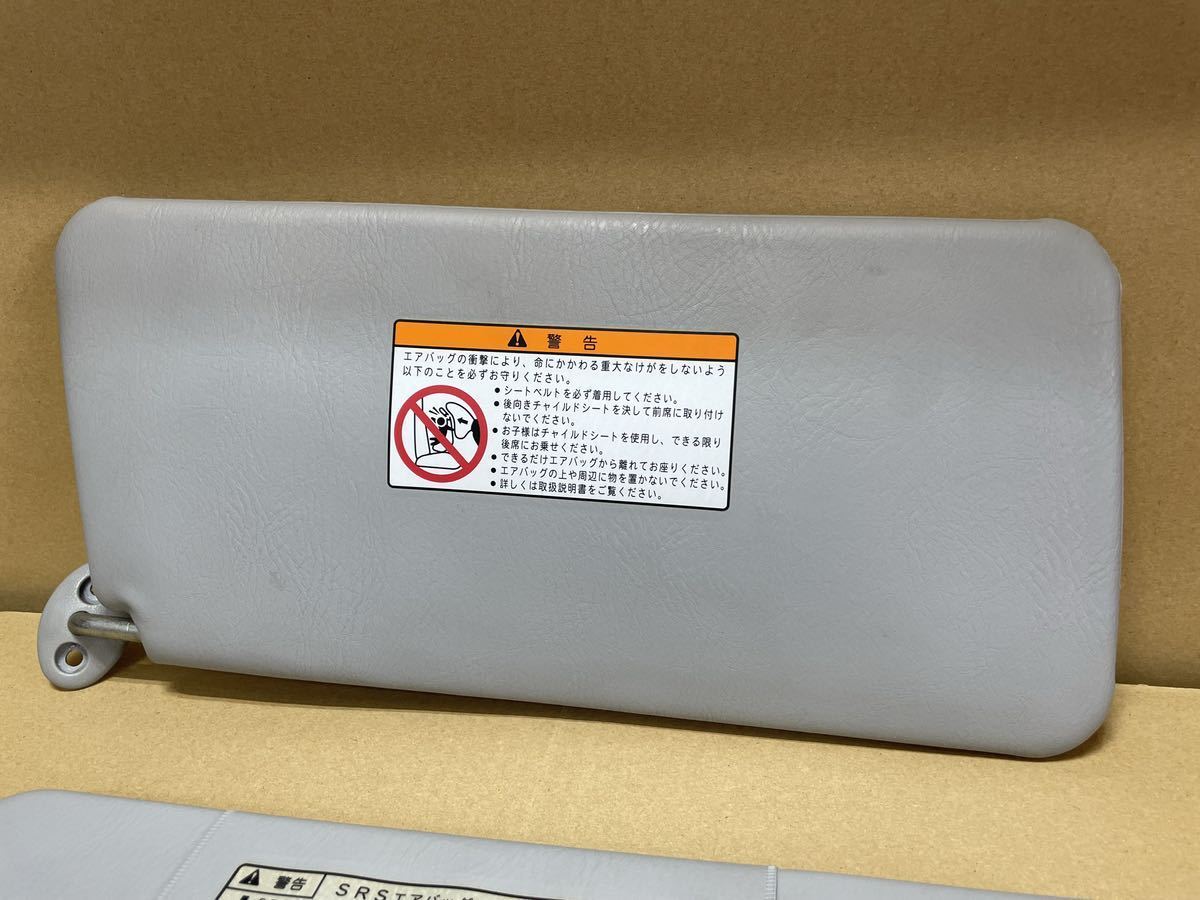 警告
エアバッグの衝撃により、命にかかわる重大なけがをしないよう
以下のことを必ずお守りください。
●シートベルトを必ず着用してください。
●後向きチャイルドシートを決して前席に取り付け
ないでください。
●お子様はチャイルドシートを使用し、できる限り
後席にお乗せください。
●できるだけエアバッグから離れてお座りください。
●エアバッグの上や周辺に物を置かないでください。
●詳しくは取扱説明書をご覧ください。
警告 SRSエアバッグ